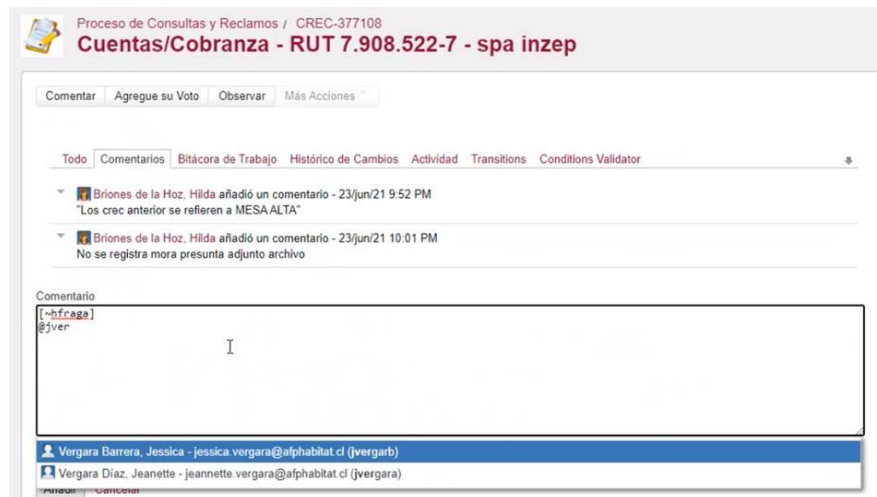 Proceso de Consultas y Reclamos / CREC-377108
Cuentas/Cobranza - RUT 7.908.522-7 - spa inzep
Comentar Agregue su Voto Observar Más Acciones
Todo Comentarios Bitácora de Trabajo Histórico de Cambios Actividad Transitions Conditions Validator
Briones de la Hoz, Hilda añadió un comentario - 23/jun/21 9:52 PM
"Los crec anterior se refieren a MESA ALTA"
Briones de la Hoz, Hilda añadió un comentario - 23/jun/21 10:01 PM
No se registra mora presunta adjunto archivo
Comentario
[~hfraga]
@jver
Vergara Barrera, Jessica - jessica.vergara@afphabitat.cl (jvergarb)
Vergara Díaz, Jeanette - jeannette.vergara@afphabitat.cl (jvergara)
Añadir Cancelar